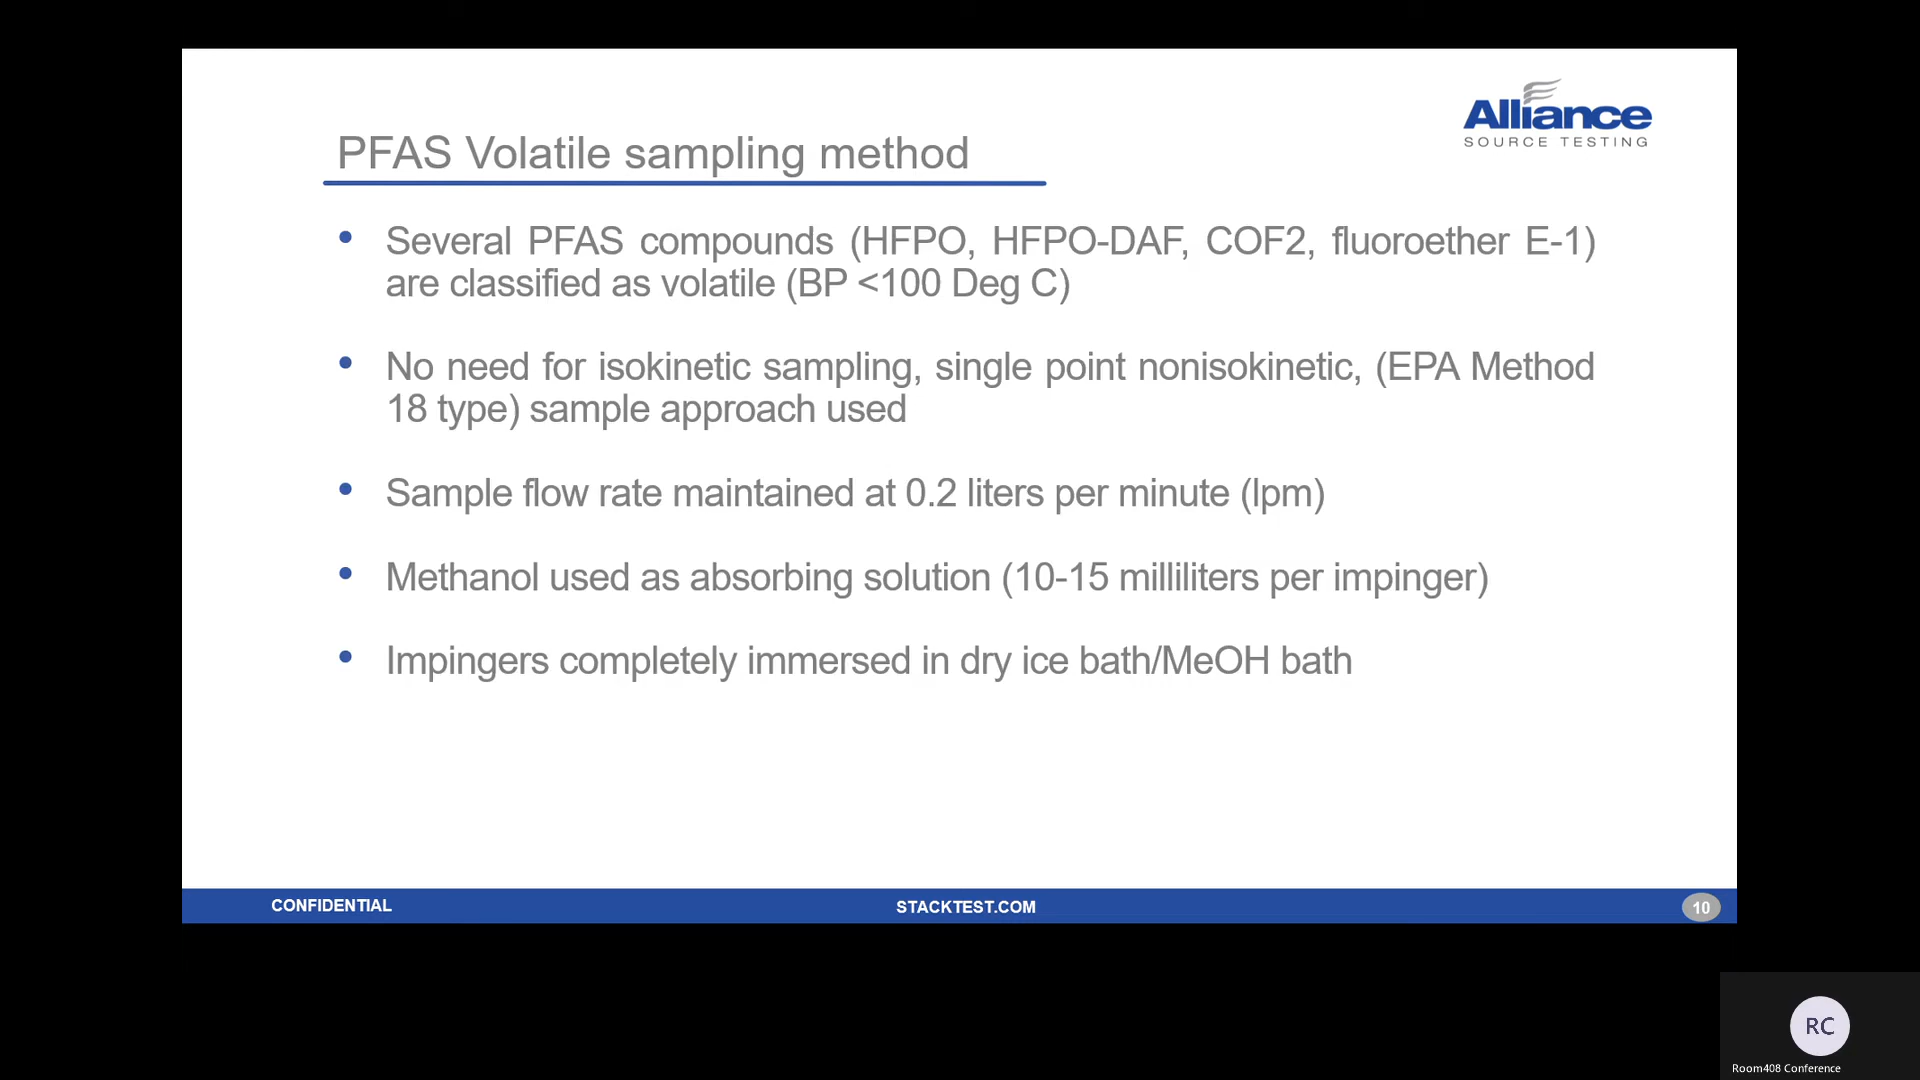 Alliance
SOURCE TESTING
PFAS Volatile sampling method
• Several PFAS compounds (HFPO, HFPO-DAF, COF2, fluoroether E-1)
are classified as volatile (BP <100 Deg C)
• No need for isokinetic sampling, single point nonisokinetic, (EPA Method
18 type) sample approach used
• Sample flow rate maintained at 0.2 liters per minute (lpm)
• Methanol used as absorbing solution (10-15 milliliters per impinger)
• Impingers completely immersed in dry ice bath/MeOH bath
CONFIDENTIAL
STACKTEST.COM
10
RC
Room408 Conference